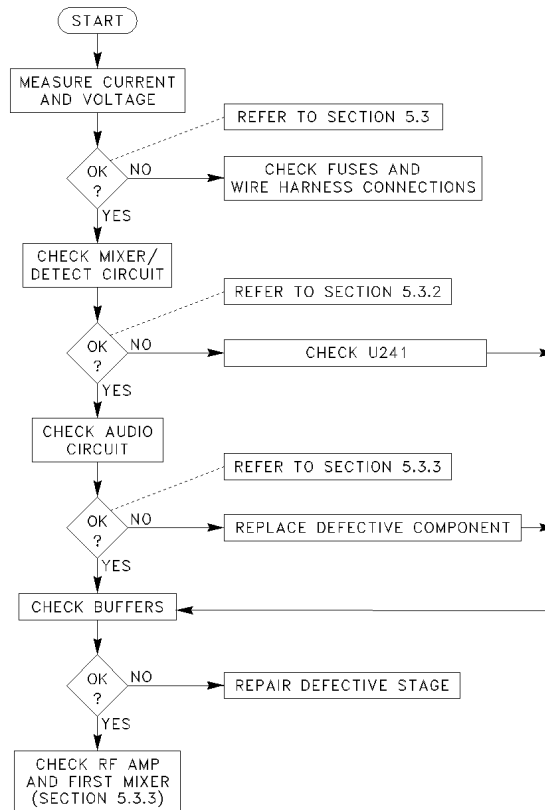 START
MEASURE CURRENT
AND VOLTAGE
REFER TO SECTION 5.3
OK
?
NO
CHECK FUSES AND
WIRE HARNESS CONNECTIONS
YES
CHECK MIXER/
DETECT CIRCUIT
REFER TO SECTION 5.3.2
OK
?
NO
CHECK U241
YES
CHECK AUDIO
CIRCUIT
REFER TO SECTION 5.3.3
OK
?
NO
REPLACE DEFECTIVE COMPONENT
YES
CHECK BUFFERS
OK
?
NO
REPAIR DEFECTIVE STAGE
YES
CHECK RF AMP
AND FIRST MIXER
(SECTION 5.3.3)